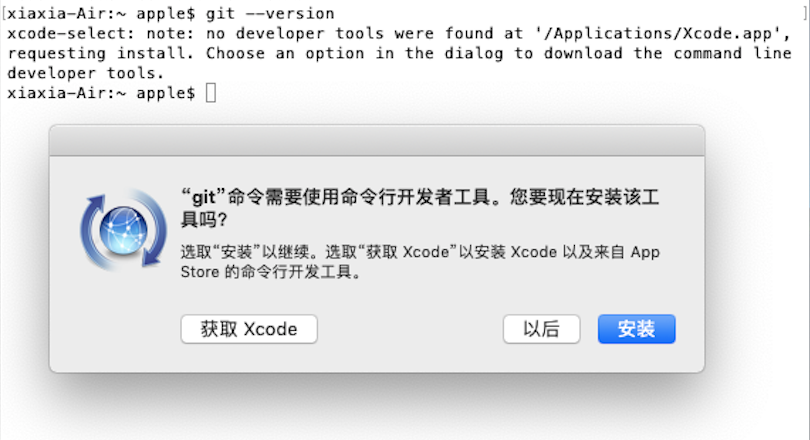 [xiaxia-Air:~ apple$ git --version ]
xcode-select: note: no developer tools were found at '/Applications/Xcode.app',
requesting install. Choose an option in the dialog to download the command line
developer tools.
xiaxia-Air:~ apple$
“git”命令需要使用命令行开发者工具。您要现在安装该工
具吗？
选取“安装”以继续。选取“获取 Xcode”以安装 Xcode 以及来自 App
Store 的命令行开发工具。
获取 Xcode 以后 安装